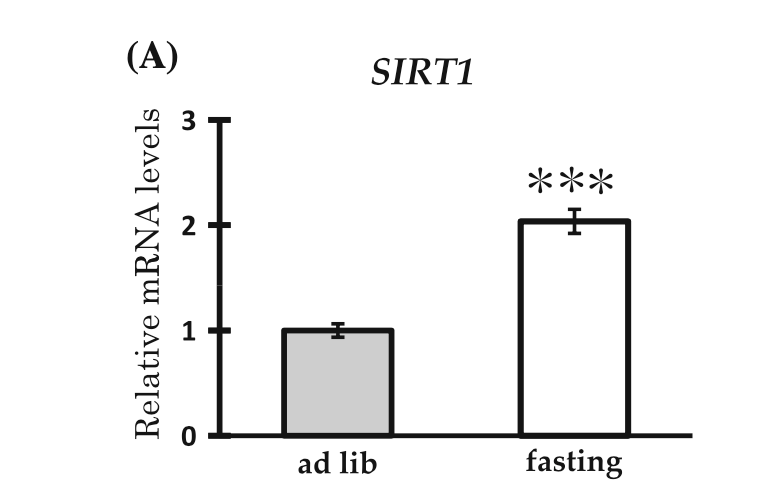 (A)
SIRT1
Relative mRNA levels
3
***
2
1
0
ad lib
fasting